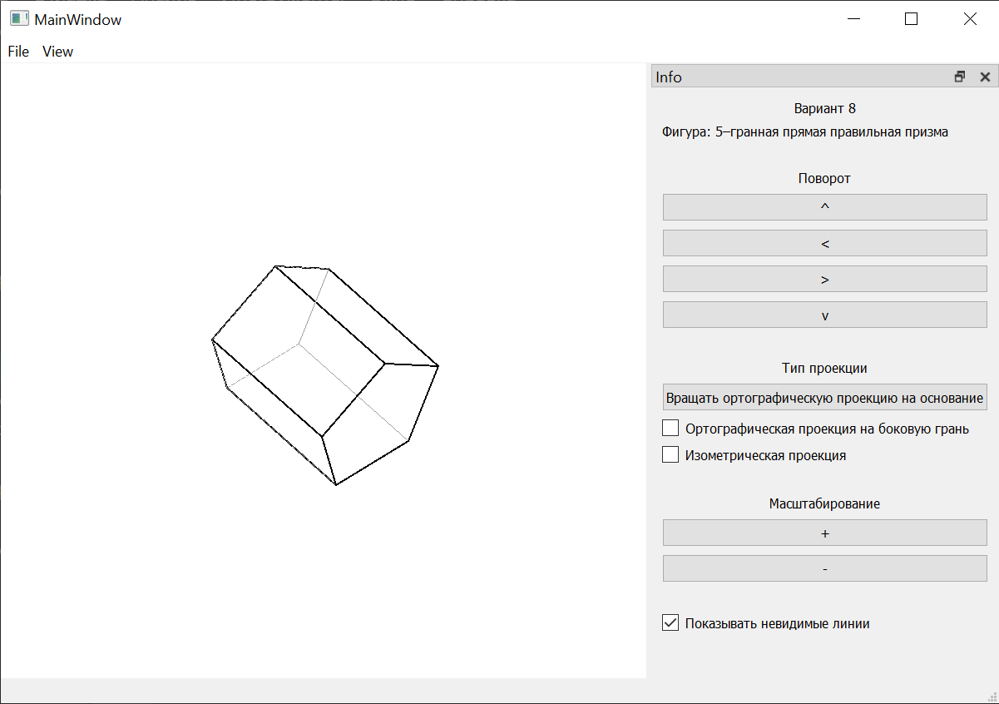 MainWindow
File View
Info
Вариант 8
Фигура: 5–гранная прямая правильная призма
Поворот
^
<
>
v
Тип проекции
Вращать ортографическую проекцию на основание
Ортографическая проекция на боковую грань
Изометрическая проекция
Масштабирование
+
-
Показывать невидимые линии